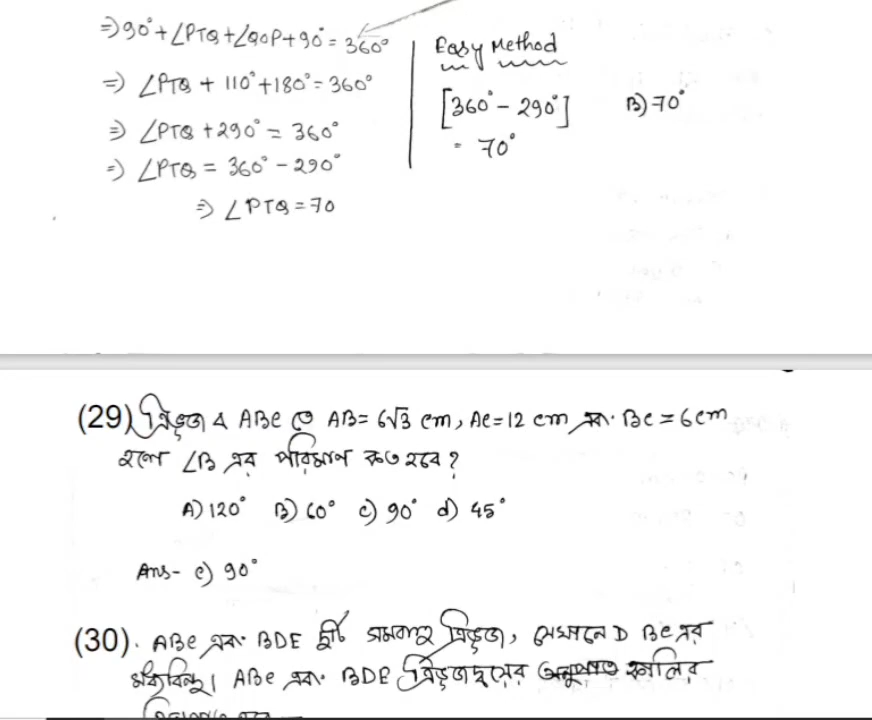 ⇒ 90° + ∠PTQ + ∠QOP + 90° = 360°
⇒ ∠PTQ + 110° + 180° = 360°
⇒ ∠PTQ + 290° = 360°
⇒ ∠PTQ = 360° - 290°
⇒ ∠PTQ = 70
Easy Method
[360° - 290°]
= 70°
B) 70°
(29) ত্রিভুজ Δ ABC তে AB = 6√3 cm, AC = 12 cm এবং BC = 6cm
হলে ∠B এর পরিমাণ কত হবে ?
A) 120° B) 60° c) 90° d) 45°
Ans- c) 90°
(30). ABC এবং BDE দুটি সমবাহু ত্রিভুজ, যেখানে D BC এর
মধ্যবিন্দু। ABC এবং BDE ত্রিভুজদ্বয়ের